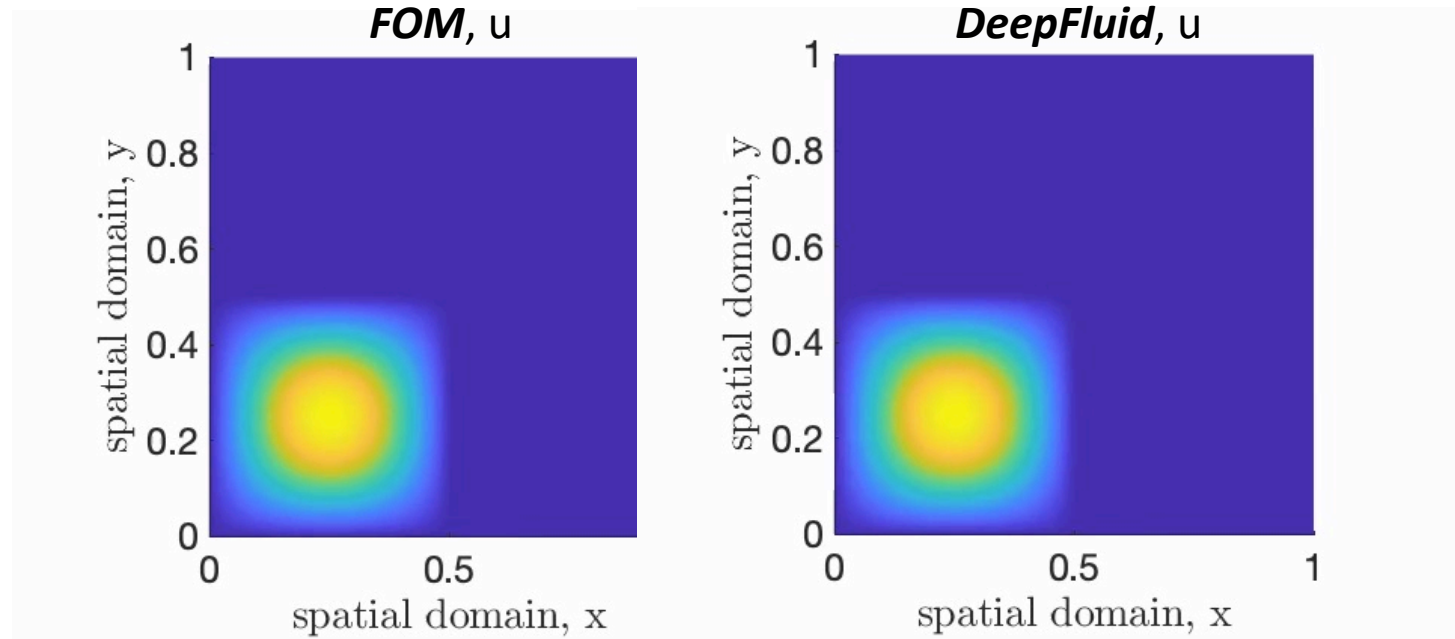 FOM, u
1
0.8
0.6
0.4
0.2
0
0 0.5
spatial domain, x
spatial domain, y
DeepFluid, u
1
0.8
0.6
0.4
0.2
0
0 0.5 1
spatial domain, x
spatial domain, y